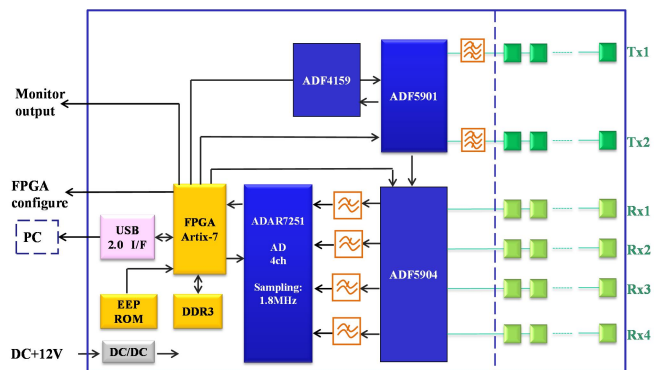 Tx1
ADF4159
ADF5901
Monitor
output
Tx2
FPGA
configure
FPGA
Artix-7
ADAR7251
AD
4ch
Sampling:
1.8MHz
Rx1
PC
USB
2.0 I/F
Rx2
ADF5904
Rx3
EEP
ROM
DDR3
Rx4
DC+12V
DC/DC